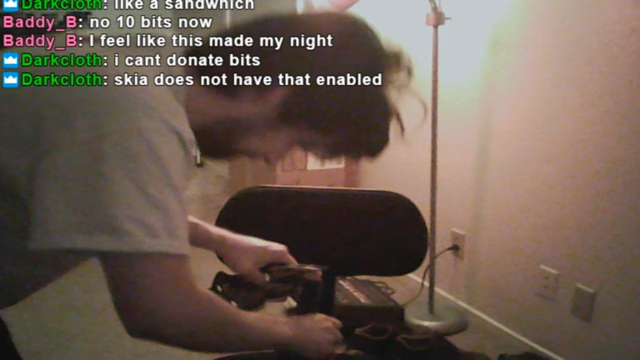 Darkcloth: like a sandwhich
Baddy_B: no 10 bits now
Baddy_B: I feel like this made my night
Darkcloth: i cant donate bits
Darkcloth: skia does not have that enabled